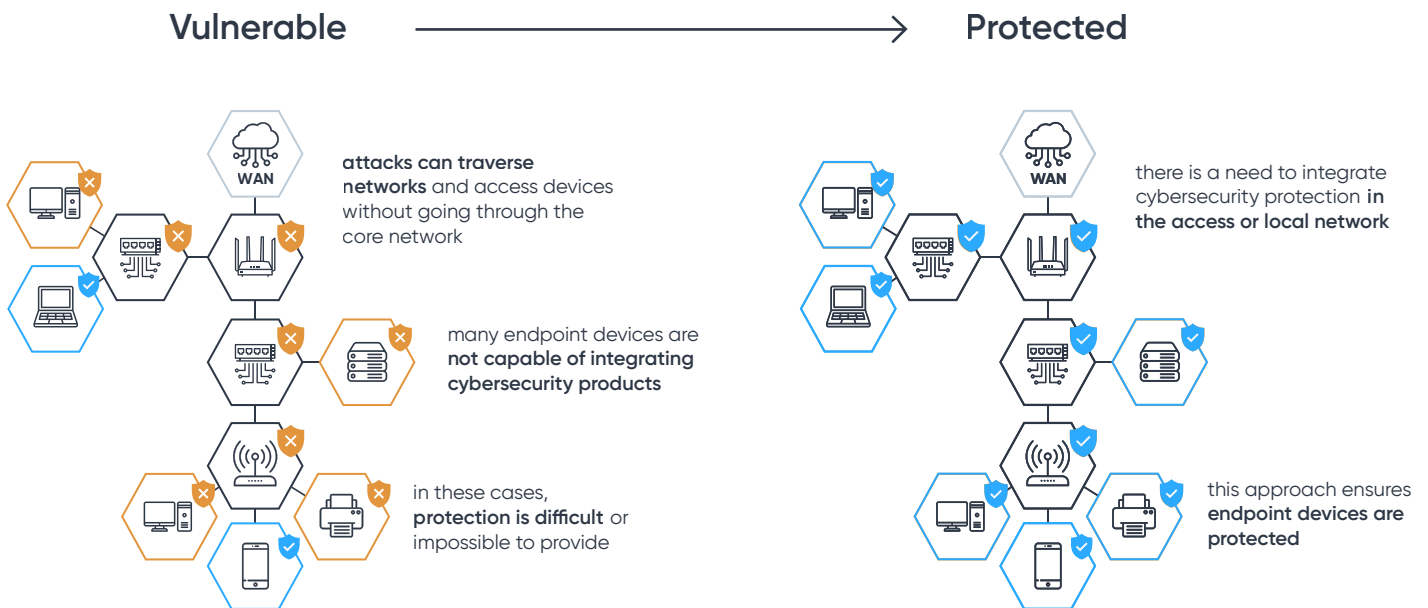 Vulnerable
Protected
WAN
attacks can traverse
networks and access devices
without going through the
core network
many endpoint devices are
not capable of integrating
cybersecurity products
in these cases,
protection is difficult or
impossible to provide
WAN
there is a need to integrate
cybersecurity protection in
the access or local network
this approach ensures
endpoint devices are
protected